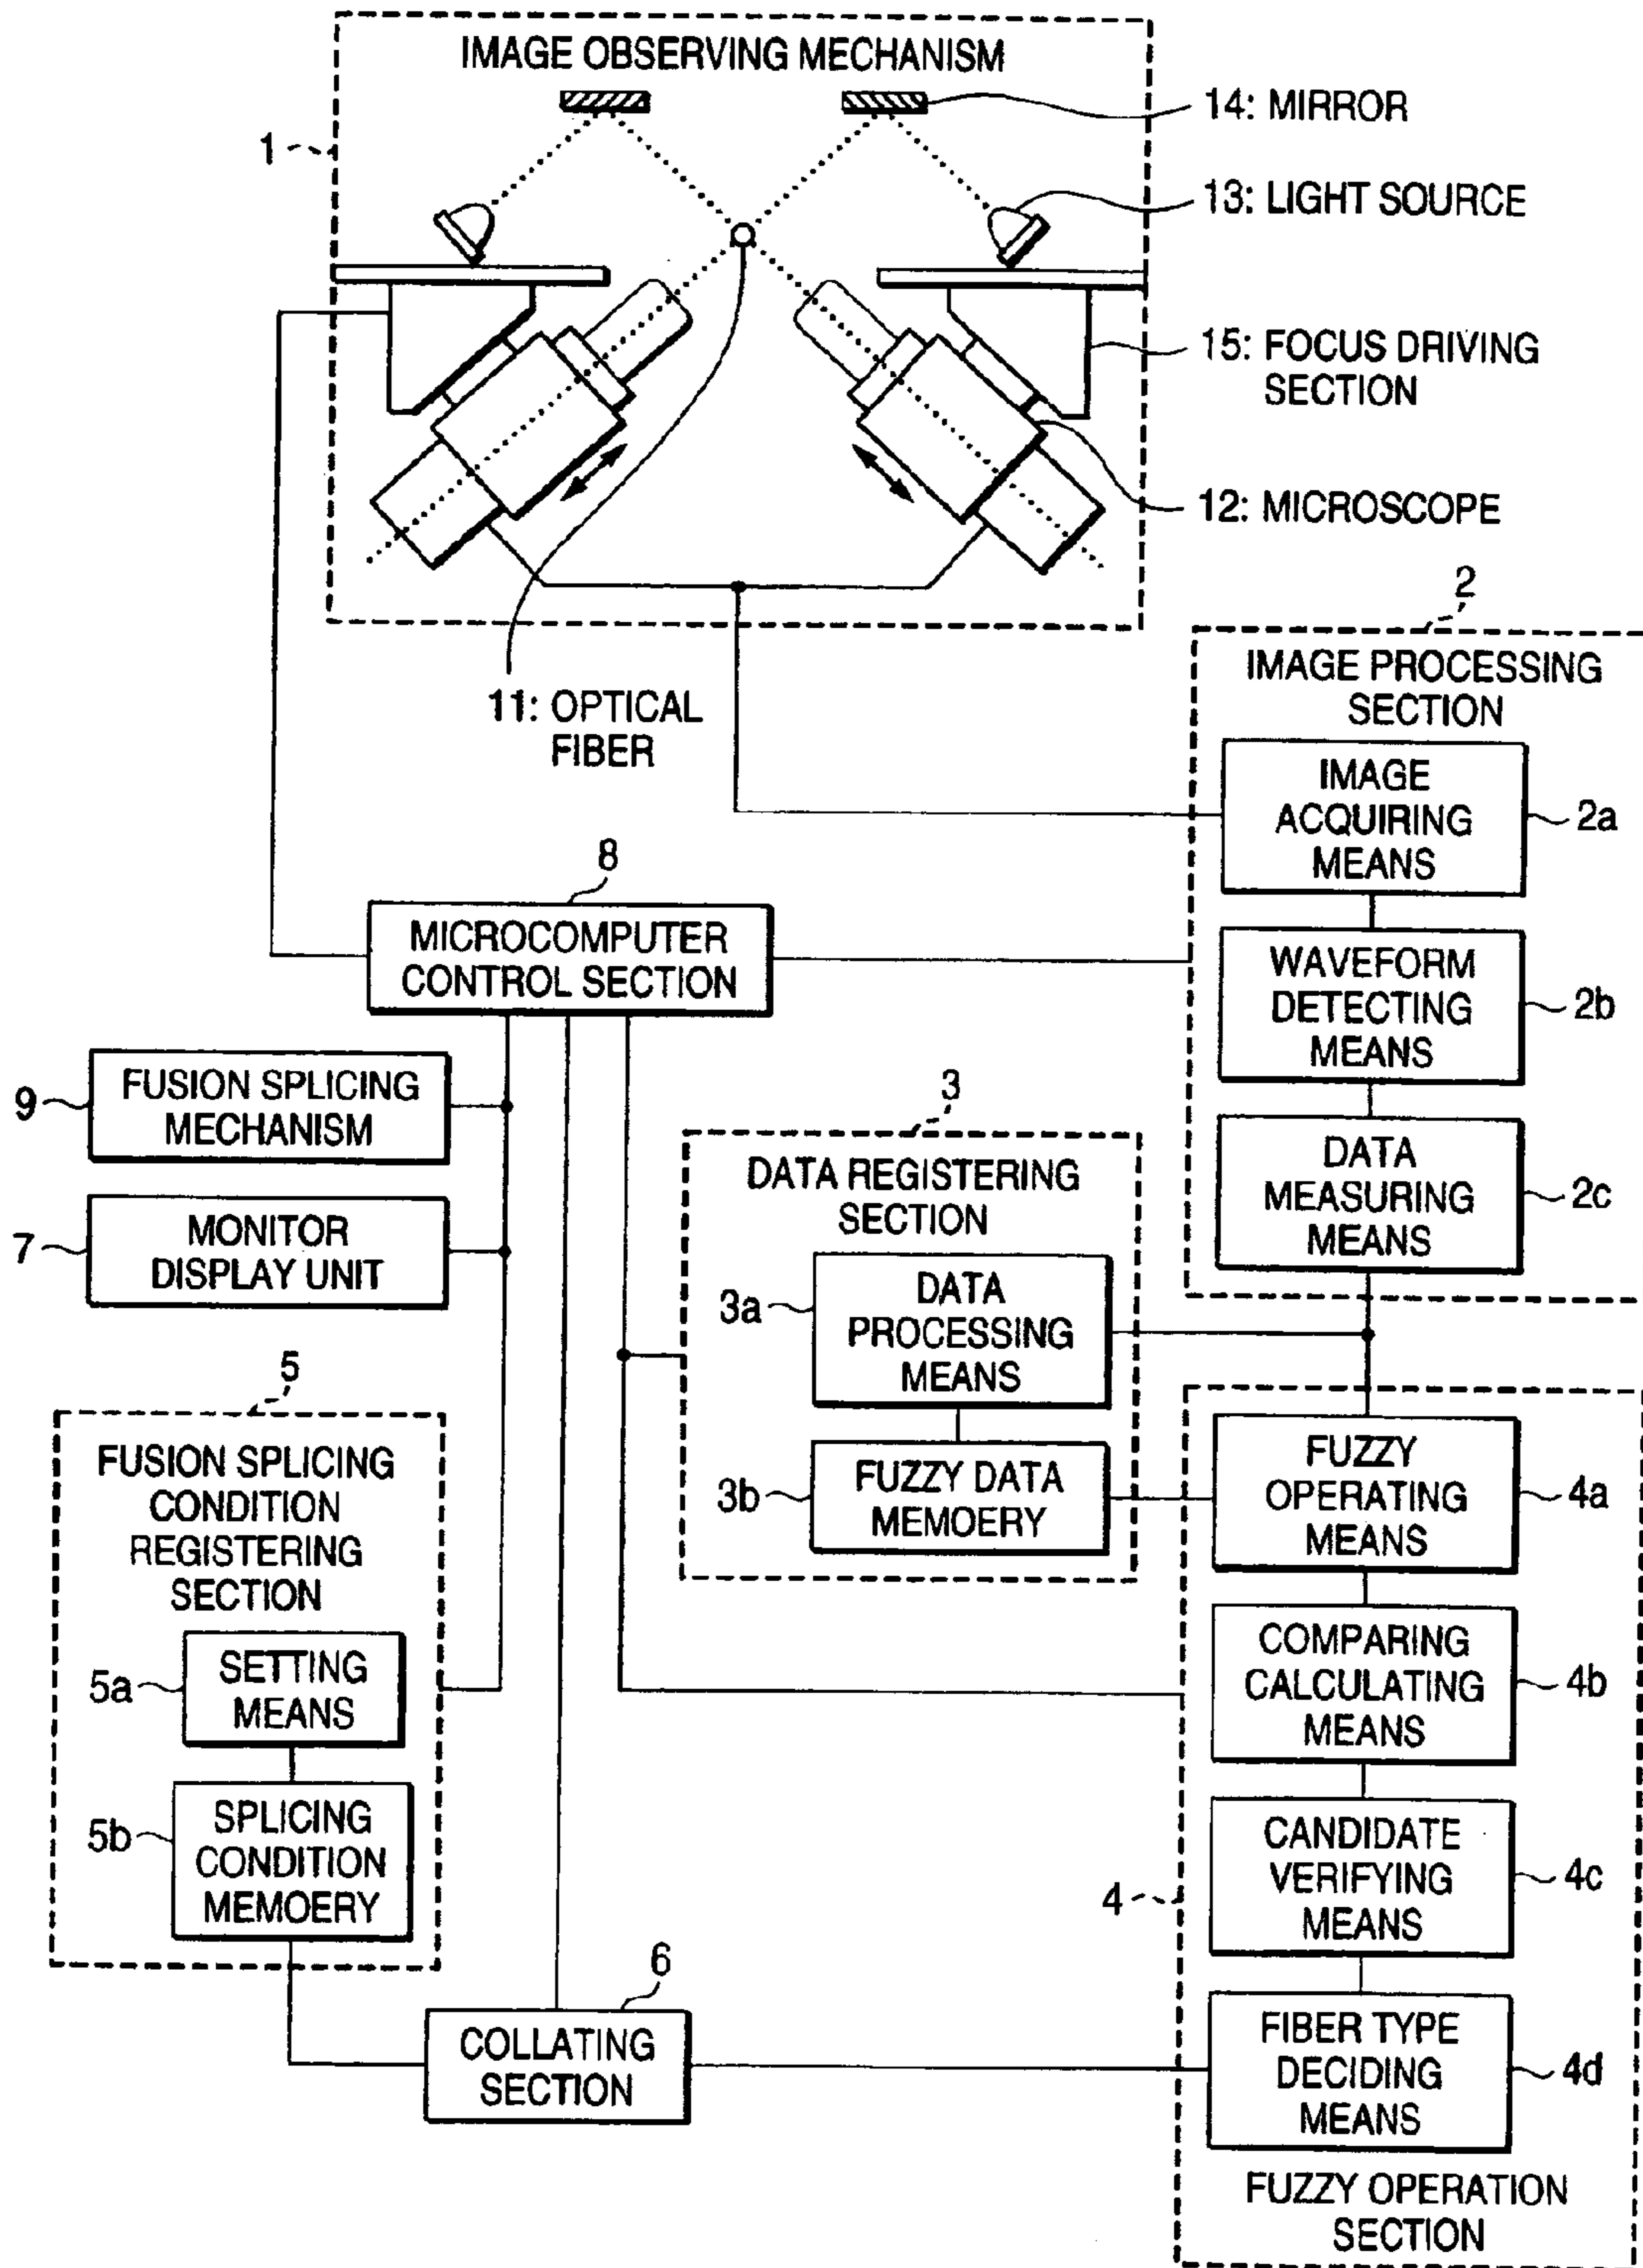 IMAGE OBSERVING MECHANISM
1
14: MIRROR
13: LIGHT SOURCE
15: FOCUS DRIVING
SECTION
12: MICROSCOPE
11: OPTICAL
FIBER
2
IMAGE PROCESSING
SECTION
IMAGE
ACQUIRING
MEANS
2a
WAVEFORM
DETECTING
MEANS
2b
DATA
MEASURING
MEANS
2c
8
MICROCOMPUTER
CONTROL SECTION
9
FUSION SPLICING
MECHANISM
7
MONITOR
DISPLAY UNIT
3
DATA REGISTERING
SECTION
3a
DATA
PROCESSING
MEANS
3b
FUZZY DATA
MEMOERY
5
FUSION SPLICING
CONDITION
REGISTERING
SECTION
5a
SETTING
MEANS
5b
SPLICING
CONDITION
MEMOERY
6
COLLATING
SECTION
4
FUZZY
OPERATING
MEANS
4a
COMPARING
CALCULATING
MEANS
4b
CANDIDATE
VERIFYING
MEANS
4c
FIBER TYPE
DECIDING
MEANS
4d
FUZZY OPERATION
SECTION